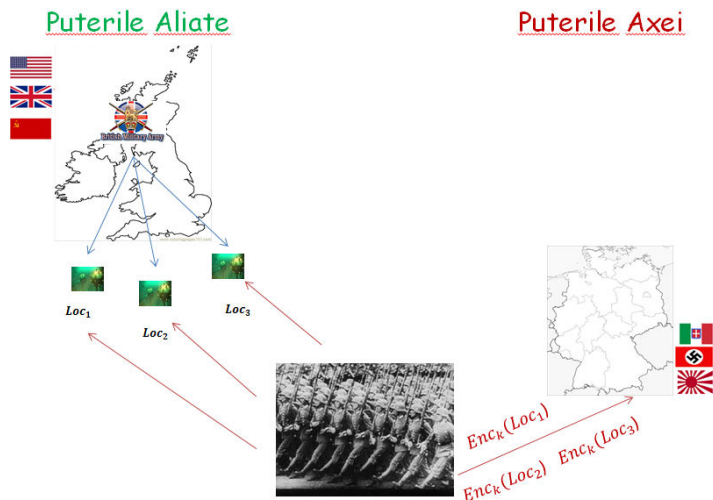 Puterile Aliate
Puterile Axei
British Military Army
Loc₁
Loc₂
Loc₃
Encₖ(Loc₁)
Encₖ(Loc₂) Encₖ(Loc₃)